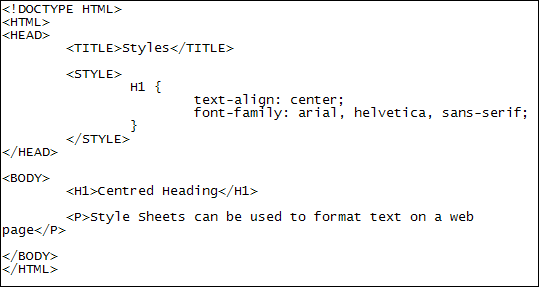 <!DOCTYPE HTML>
<HTML>
<HEAD>
<TITLE>Styles</TITLE>
<STYLE>
H1 {
text-align: center;
font-family: arial, helvetica, sans-serif;
}
</STYLE>
</HEAD>
<BODY>
<H1>Centred Heading</H1>
<P>Style Sheets can be used to format text on a web
page</P>
</BODY>
</HTML>